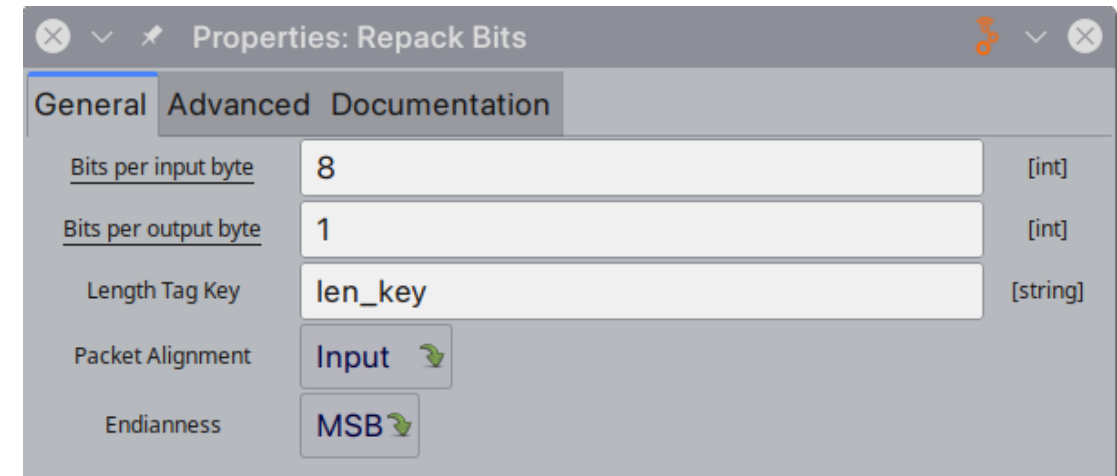 Properties: Repack Bits
General Advanced Documentation
Bits per input byte 8 [int]
Bits per output byte 1 [int]
Length Tag Key len_key [string]
Packet Alignment Input
Endianness MSB